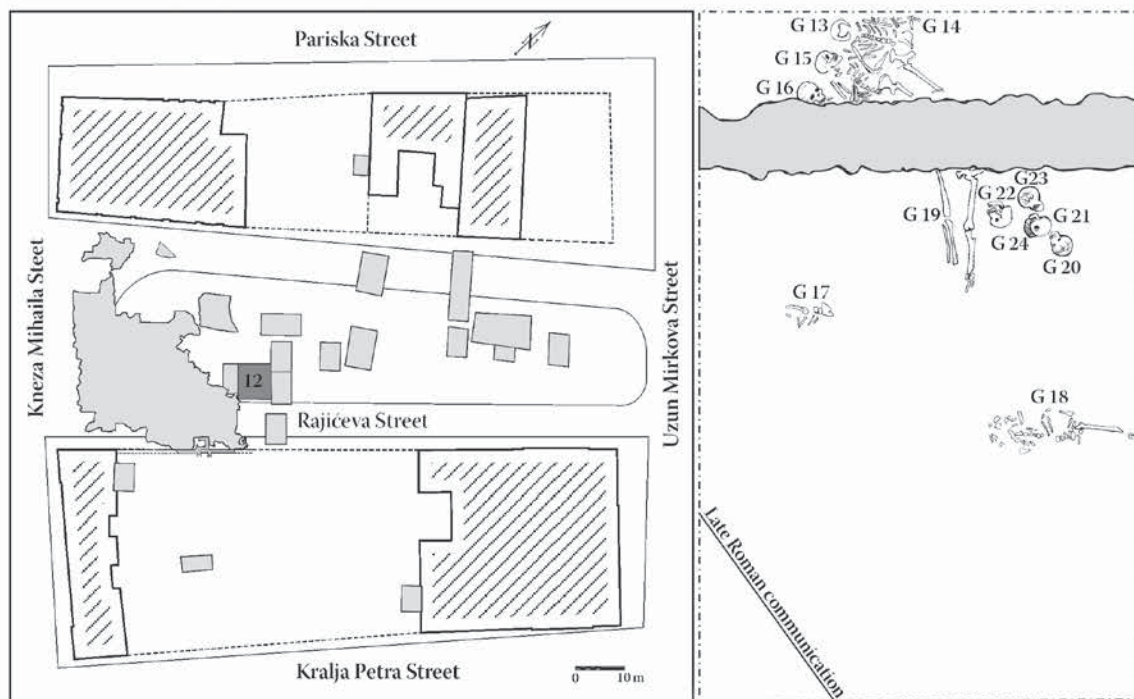 Pariska Street
N
Kneza Mihaila Steet
12
Rajićeva Street
Uzun Mirkova Street
Kralja Petra Street
0 10 m
G 13
G 14
G 15
G 16
G 19
G 22
G23
G 21
G 24
G 20
G 17
G 18
Late Roman communication